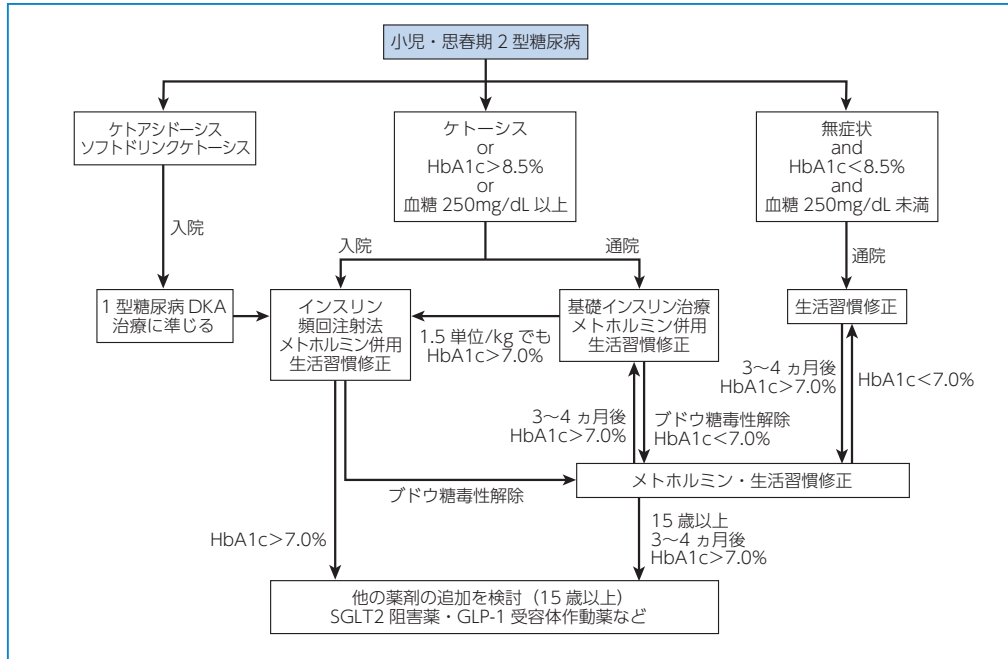 小児・思春期 2 型糖尿病
ケトアシドーシス
ソフトドリンクケトーシス
ケトーシス
or
HbA1c>8.5%
or
血糖 250mg/dL 以上
無症状
and
HbA1c<8.5%
and
血糖 250mg/dL 未満
入院
入院
通院
通院
1 型糖尿病 DKA
治療に準じる
インスリン
頻回注射法
メトホルミン併用
生活習慣修正
1.5 単位/kg でも
HbA1c>7.0%
基礎インスリン治療
メトホルミン併用
生活習慣修正
生活習慣修正
3〜4 ヵ月後
HbA1c>7.0%
HbA1c<7.0%
3〜4 ヵ月後
HbA1c>7.0%
ブドウ糖毒性解除
HbA1c<7.0%
メトホルミン・生活習慣修正
ブドウ糖毒性解除
HbA1c>7.0%
15 歳以上
3〜4 ヵ月後
HbA1c>7.0%
他の薬剤の追加を検討（15 歳以上）
SGLT2 阻害薬・GLP-1 受容体作動薬など